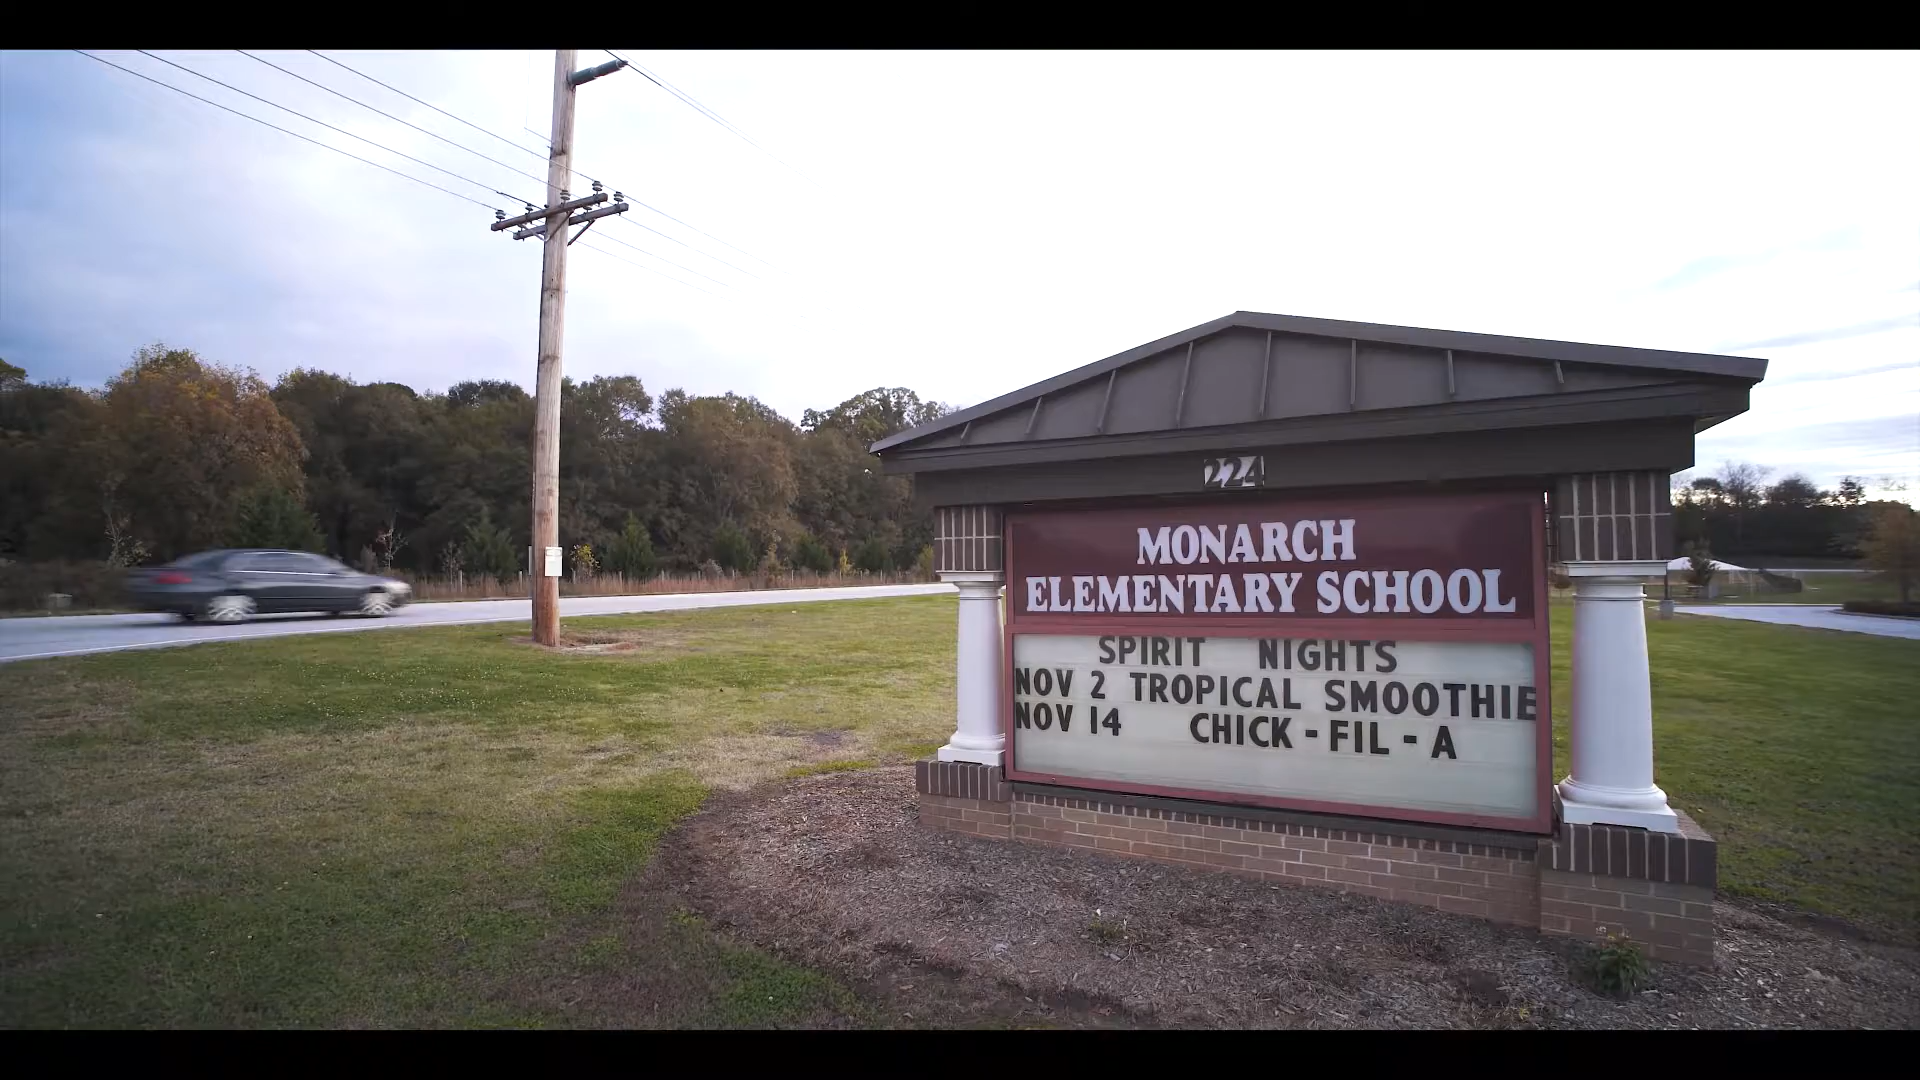 224
MONARCH
ELEMENTARY SCHOOL
SPIRIT NIGHTS
NOV 2 TROPICAL SMOOTHIE
NOV 14 CHICK-FIL-A